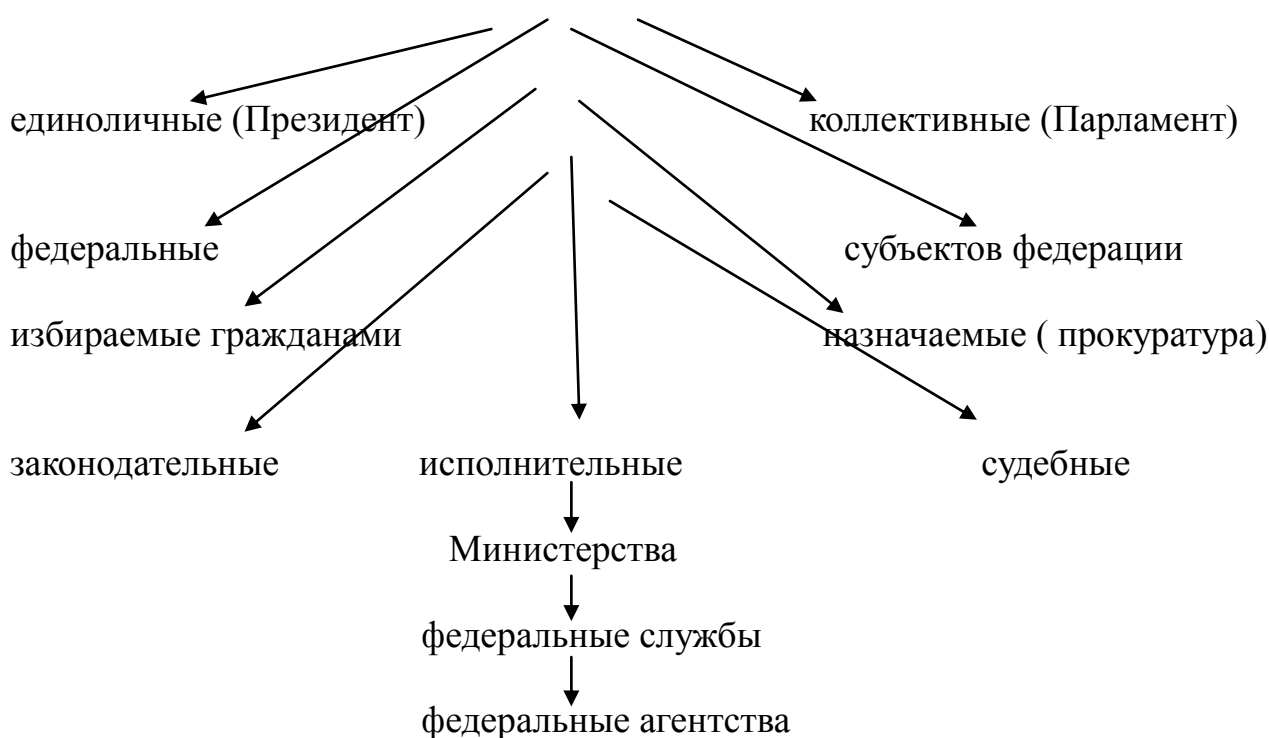 единоличные (Президент) коллективные (Парламент)
федеральные субъектов федерации
избираемые гражданами назначаемые ( прокуратура)
законодательные исполнительные судебные
Министерства
федеральные службы
федеральные агентства